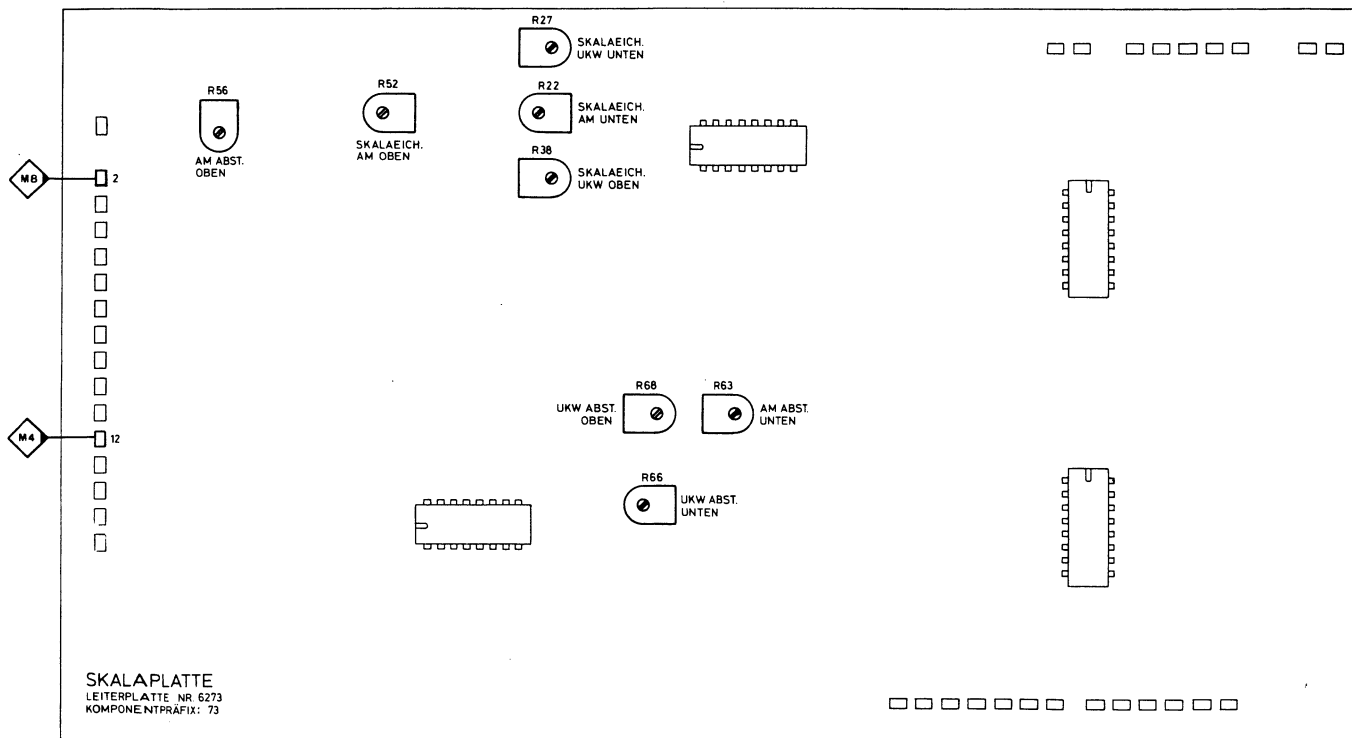 R27
SKALAEICH.
UKW UNTEN
R56
R52
R22
SKALAEICH.
AM UNTEN
AM ABST.
OBEN
SKALAEICH.
AM OBEN
R38
SKALAEICH.
UKW OBEN
M8
2
R68
R63
UKW ABST.
OBEN
AM ABST.
UNTEN
M4
12
R66
UKW ABST.
UNTEN
SKALAPLATTE
LEITERPLATTE NR. 6273
KOMPONENTPRÄFIX: 73